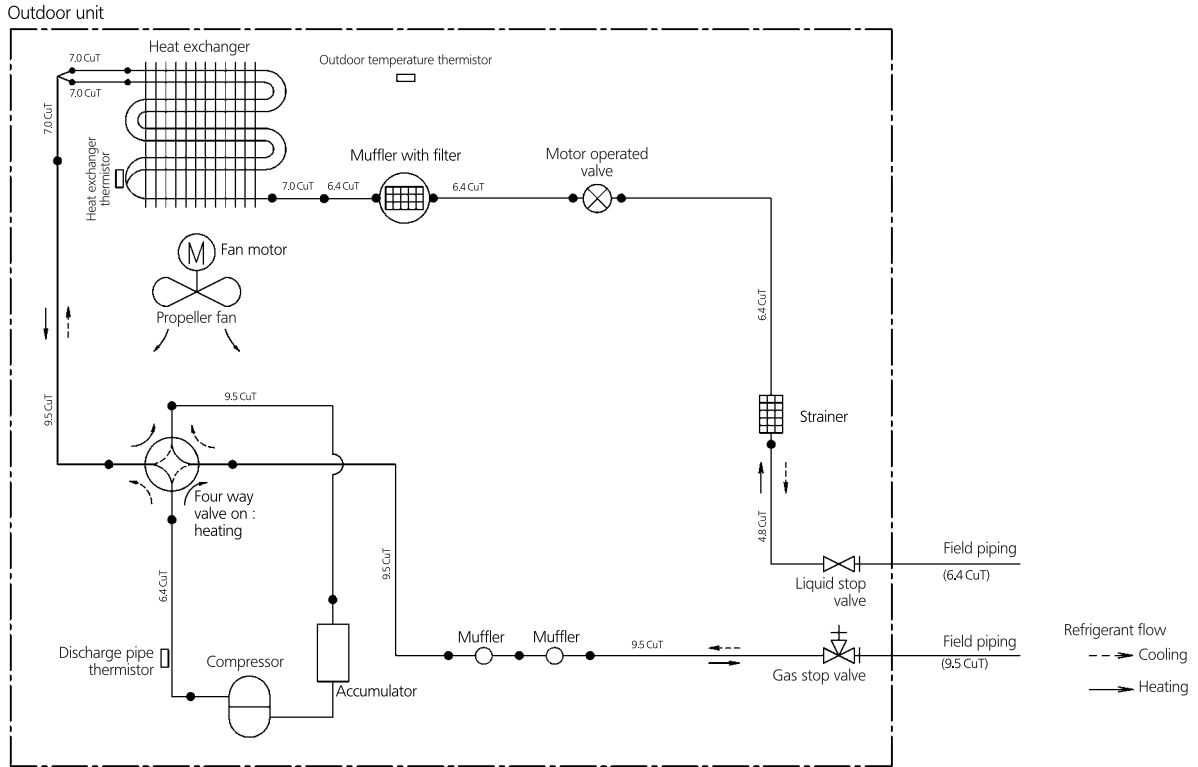 Outdoor unit
Heat exchanger
7.0 CuT
7.0 CuT
7.0 CuT
Outdoor temperature thermistor
Heat exchanger
thermistor
Muffler with filter
Motor operated
valve
7.0 CuT
6.4 CuT
6.4 CuT
M
Fan motor
Propeller fan
6.4 CuT
9.5 CuT
9.5 CuT
Strainer
Four way
valve on :
heating
4.8 CuT
9.5 CuT
6.4 CuT
Field piping
(6.4 CuT)
Liquid stop
valve
Muffler
Muffler
9.5 CuT
Field piping
(9.5 CuT)
Gas stop valve
Refrigerant flow
Cooling
Heating
Discharge pipe
thermistor
Compressor
Accumulator